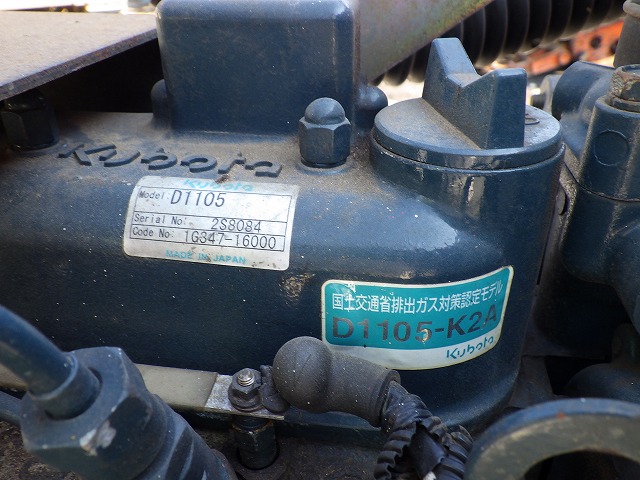 Kubota
Kubota
Model D1105
Serial No. 2S8084
Code No. 1G347-16000
MADE IN JAPAN
国土交通省排出ガス対策認定モデル
D1105-K2A
Kubota